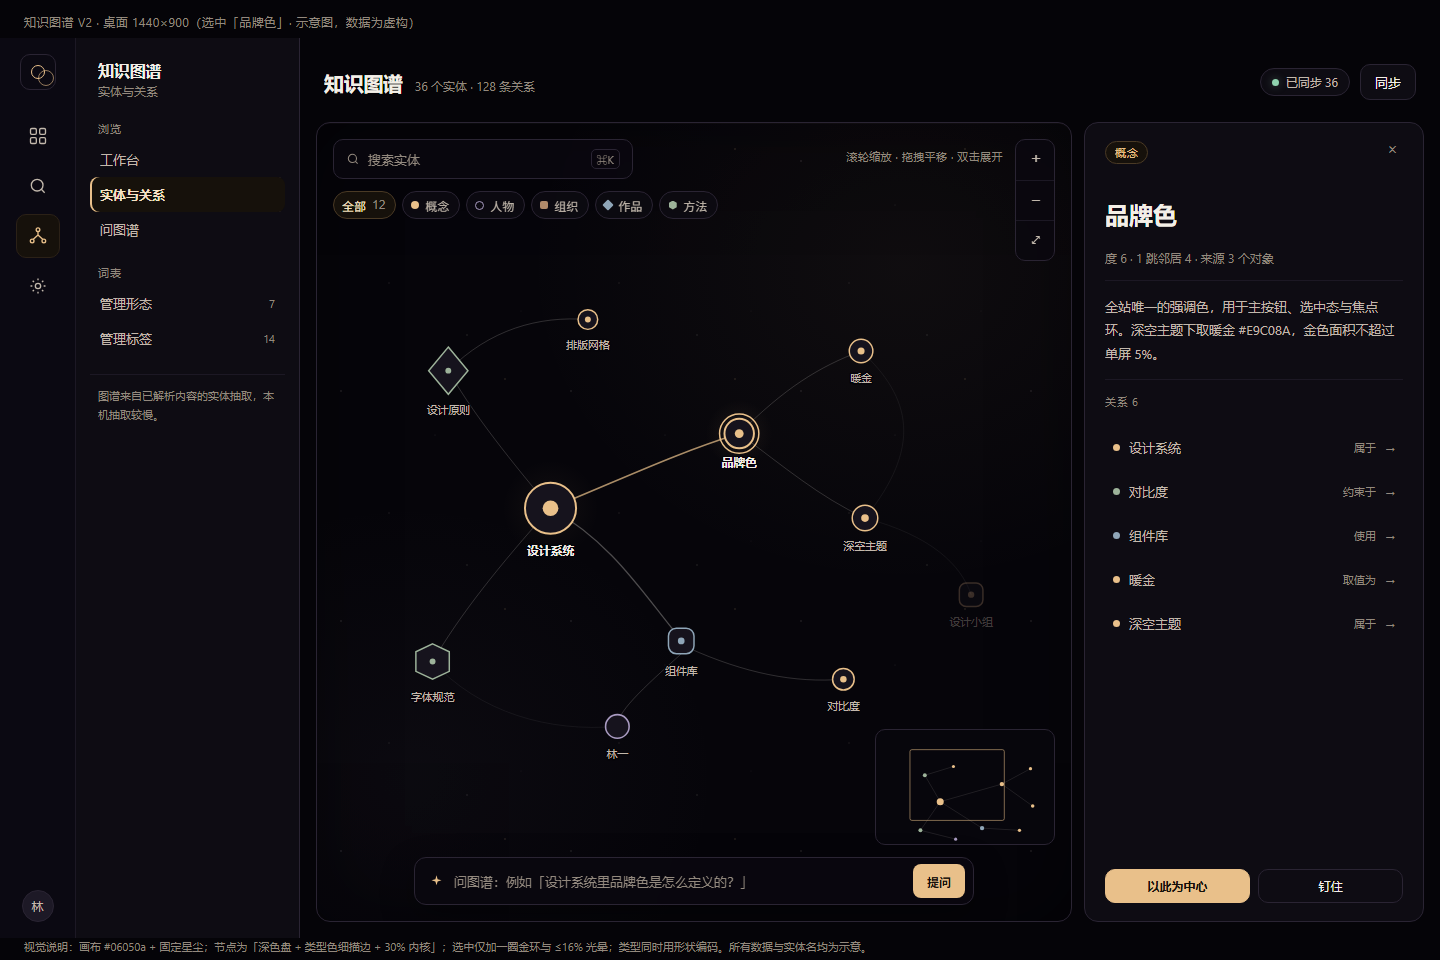 知识图谱 V2 · 桌面 1440×900（选中「品牌色」· 示意图，数据为虚构）
知识图谱
实体与关系
浏览
工作台
实体与关系
问图谱
词表
管理形态 7
管理标签 14
图谱来自已解析内容的实体抽取，本
机抽取较慢。
林
知识图谱 36 个实体 · 128 条关系
已同步 36
同步
搜索实体 ⌘K
滚轮缩放 · 拖拽平移 · 双击展开
+
−
全部 12 概念 人物 组织 作品 方法
排版网格
设计原则
暖金
品牌色
设计系统
深空主题
设计小组
组件库
字体规范
对比度
林一
问图谱：例如「设计系统里品牌色是怎么定义的？」
提问
概念 ×
品牌色
度 6 · 1 跳邻居 4 · 来源 3 个对象
全站唯一的强调色，用于主按钮、选中态与焦点
环。深空主题下取暖金 #E9C08A，金色面积不超过
单屏 5%。
关系 6
设计系统 属于 →
对比度 约束于 →
组件库 使用 →
暖金 取值为 →
深空主题 属于 →
以此为中心
钉住
视觉说明：画布 #06050a + 固定星尘；节点为「深色盘 + 类型色细描边 + 30% 内核」；选中仅加一圈金环与 ≤16% 光晕；类型同时用形状编码。所有数据与实体名均为示意。